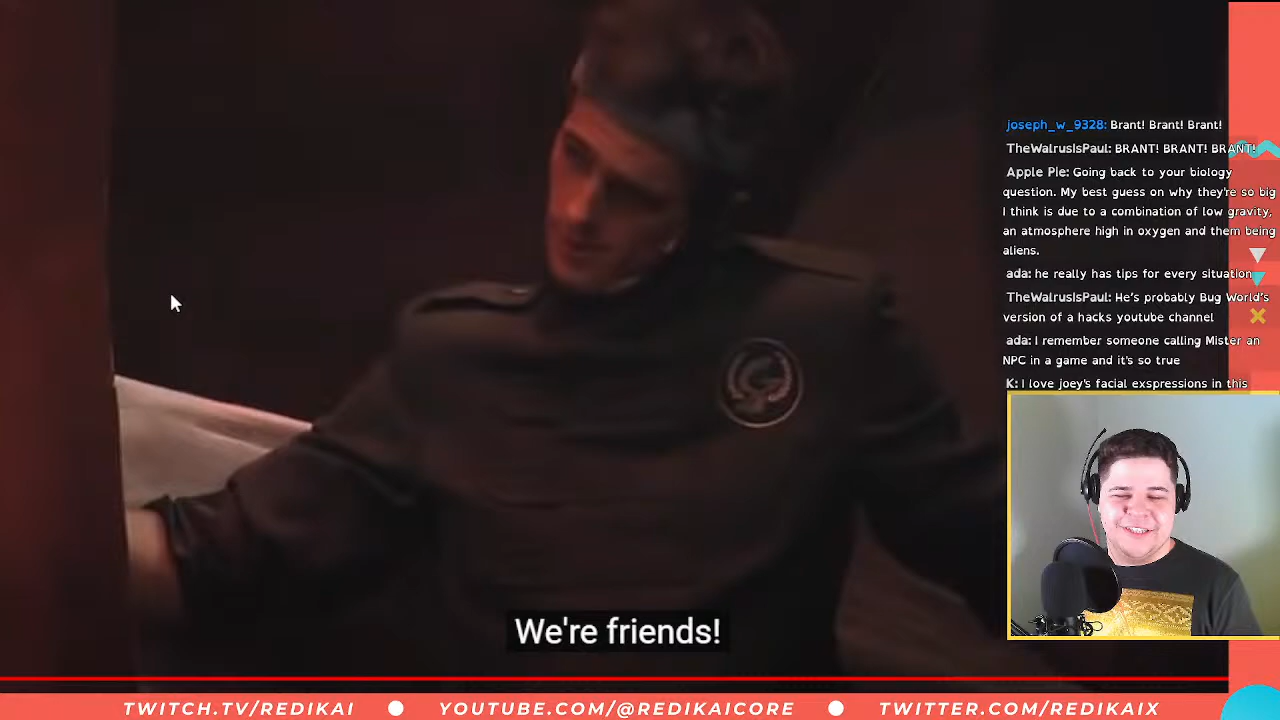 joseph_w_9328: Brant! Brant! Brant!
TheWalrusIsPaul: BRANT! BRANT! BRANT!
Apple Pie: Going back to your biology
question. My best guess on why they're so big
I think is due to a combination of low gravity,
an atmosphere high in oxygen and them being
aliens.
ada: he really has tips for every situation
TheWalrusIsPaul: He's probably Bug World's
version of a hacks youtube channel
ada: I remember someone calling Mister an
NPC in a game and it's so true
K: I love joey's facial exspressions in this
We're friends!
TWITCH.TV/REDIKAI YOUTUBE.COM/@REDIKAICORE TWITTER.COM/REDIKAIX